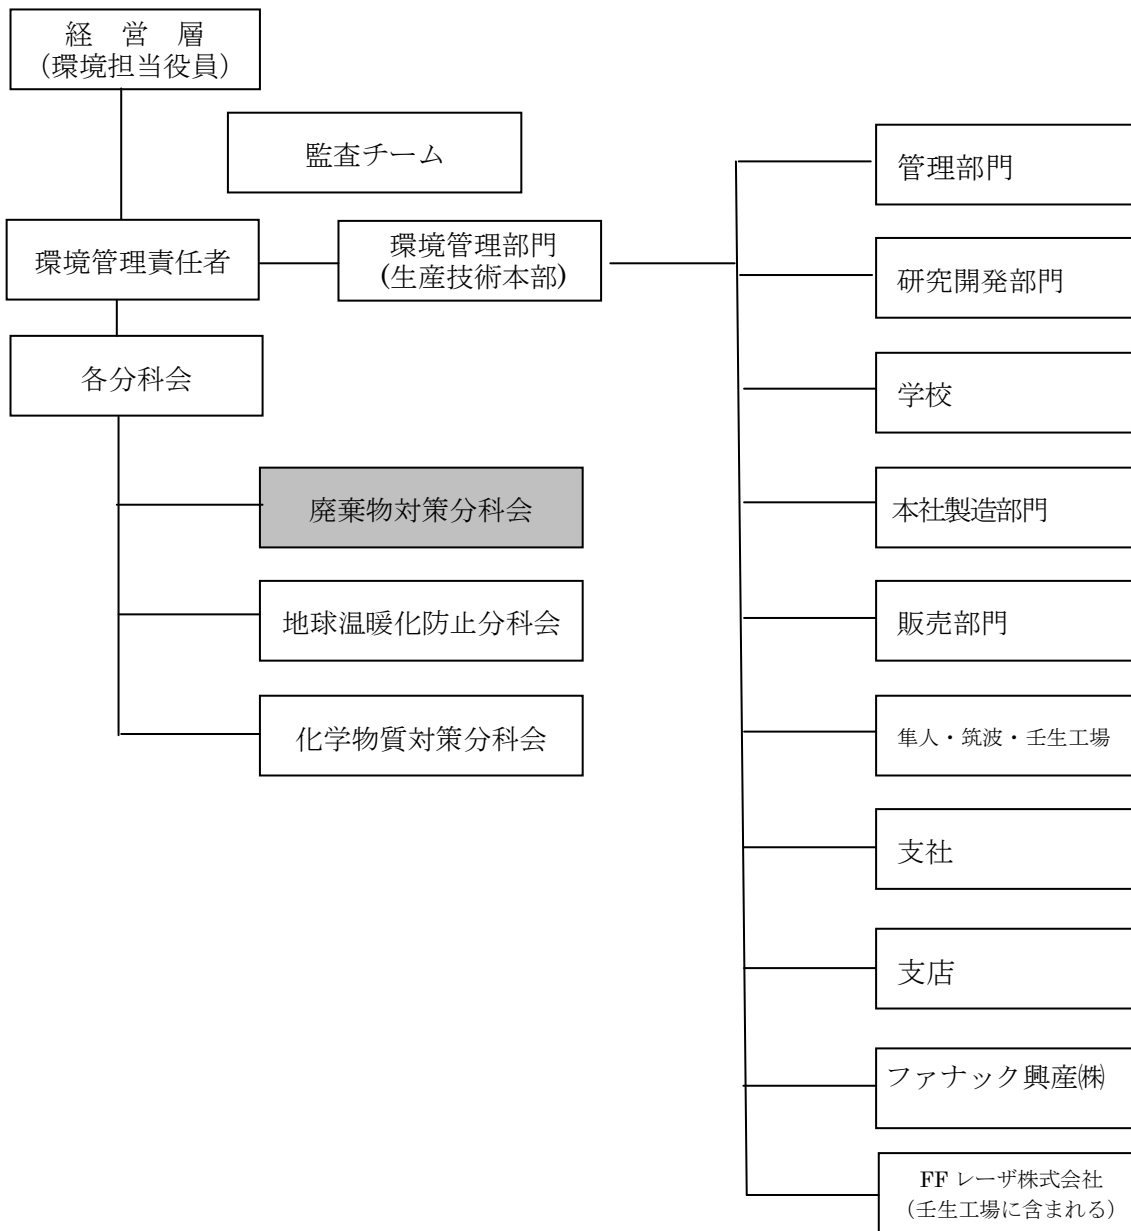 経　営　層
（環境担当役員）
監査チーム
環境管理責任者
環境管理部門
(生産技術本部)
各分科会
廃棄物対策分科会
地球温暖化防止分科会
化学物質対策分科会
管理部門
研究開発部門
学校
本社製造部門
販売部門
隼人・筑波・壬生工場
支社
支店
ファナック興産㈱
FF レーザ株式会社
（壬生工場に含まれる）